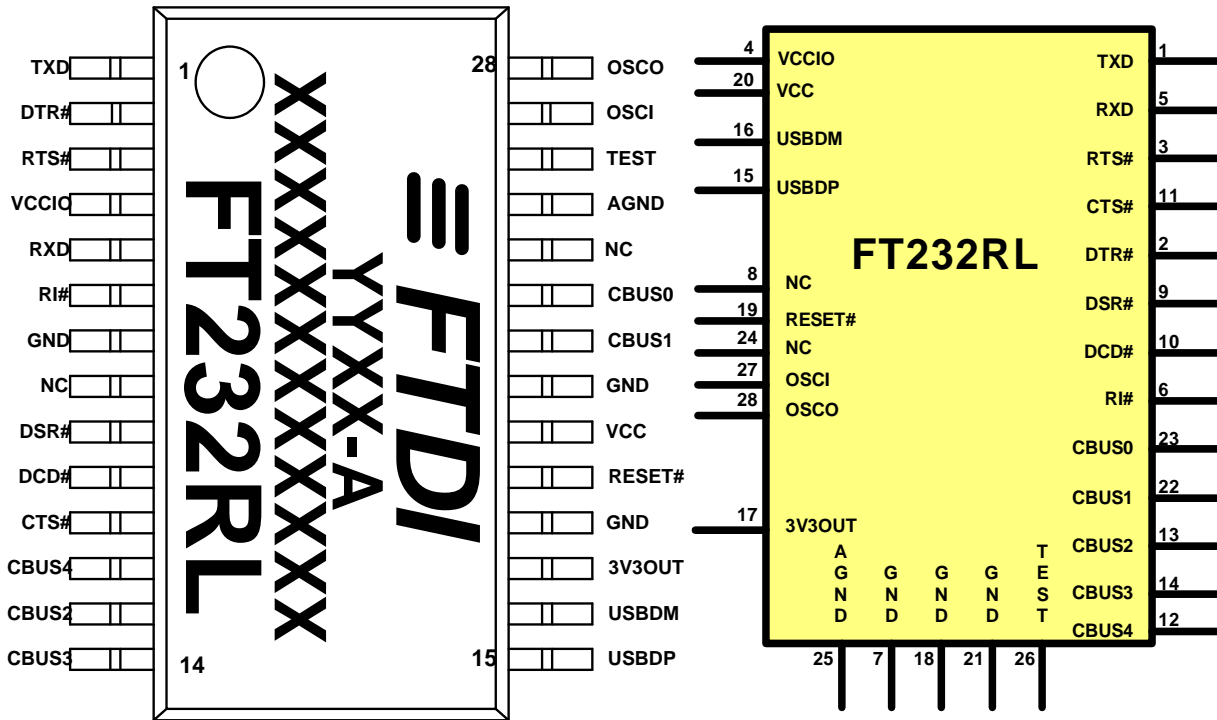 TXD
DTR#
RTS#
VCCIO
RXD
RI#
GND
NC
DSR#
DCD#
CTS#
CBUS4
CBUS2
CBUS3
1
28
14
15
FT232RL
XXXXXXXXXXXX
YYXX-A
FTDI
OSCO
OSCI
TEST
AGND
NC
CBUS0
CBUS1
GND
VCC
RESET#
GND
3V3OUT
USBDM
USBDP
4 VCCIO
20 VCC
16 USBDM
15 USBDP
8 NC
19 RESET#
24 NC
27 OSCI
28 OSCO
17 3V3OUT
FT232RL
TXD 1
RXD 5
RTS# 3
CTS# 11
DTR# 2
DSR# 9
DCD# 10
RI# 6
CBUS0 23
CBUS1 22
CBUS2 13
CBUS3 14
CBUS4 12
AGND
GND
GND
GND
TEST
25 7 18 21 26